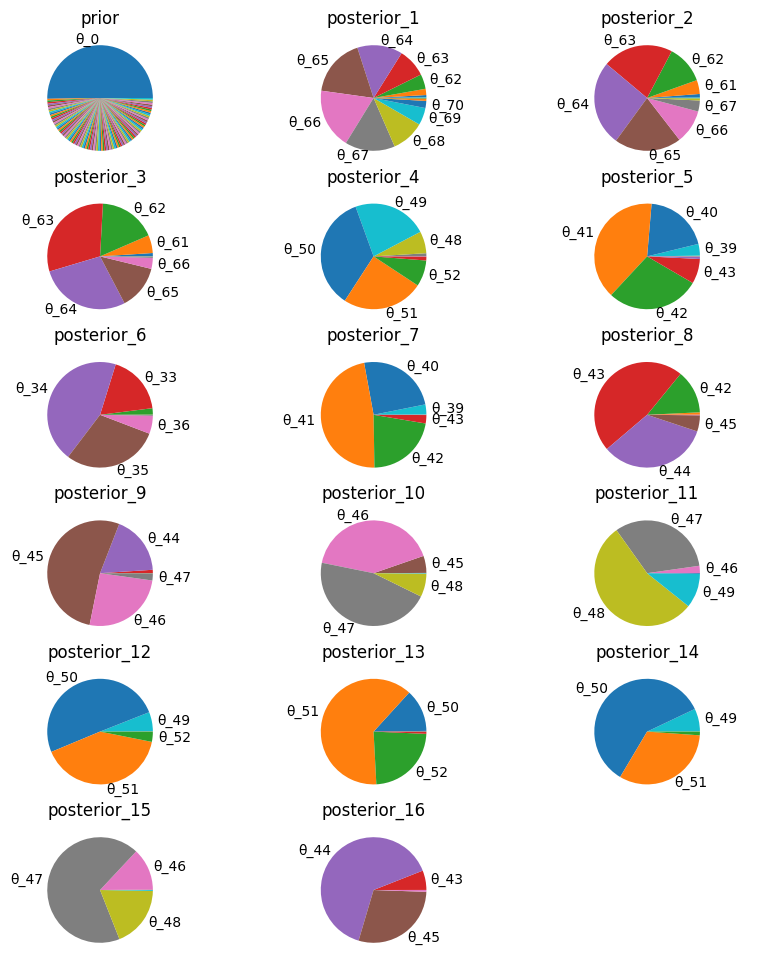 prior
θ_0
posterior_1
θ_64
θ_63
θ_62
θ_70
θ_69
θ_68
θ_67
θ_66
θ_65
posterior_2
θ_63
θ_62
θ_61
θ_67
θ_66
θ_65
θ_64
posterior_3
θ_63
θ_62
θ_61
θ_66
θ_65
θ_64
posterior_4
θ_49
θ_48
θ_52
θ_51
θ_50
posterior_5
θ_41
θ_40
θ_39
θ_43
θ_42
posterior_6
θ_34
θ_33
θ_36
θ_35
posterior_7
θ_40
θ_39
θ_43
θ_42
θ_41
posterior_8
θ_43
θ_42
θ_45
θ_44
posterior_9
θ_45
θ_44
θ_47
θ_46
posterior_10
θ_46
θ_45
θ_48
θ_47
posterior_11
θ_47
θ_46
θ_49
θ_48
posterior_12
θ_50
θ_49
θ_52
θ_51
posterior_13
θ_51
θ_50
θ_52
posterior_14
θ_50
θ_49
θ_51
posterior_15
θ_47
θ_46
θ_48
posterior_16
θ_44
θ_43
θ_45